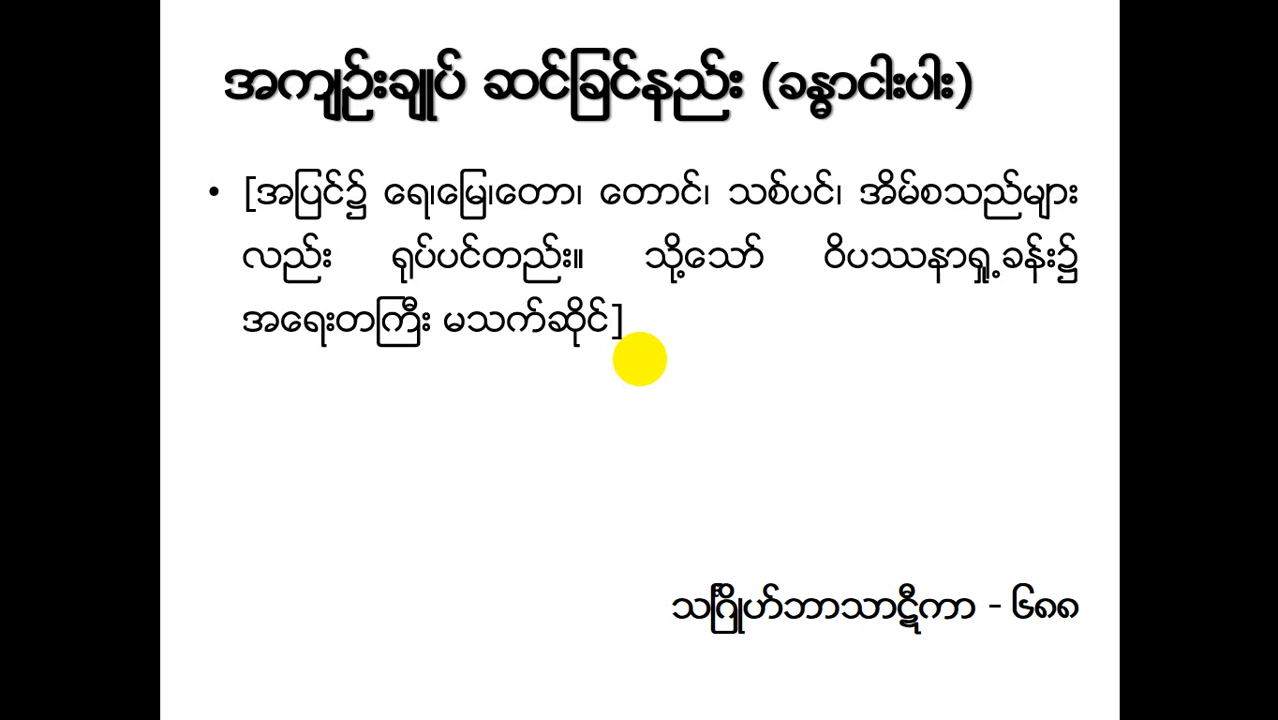 အကျဉ်းချုပ် ဆင်ခြင်နည်း (ခန္ဓာငါးပါး)
• [အပြင်၌ ရေ၊မြေ၊တော၊ တောင်၊ သစ်ပင်၊ အိမ်စသည်များ
လည်း ရုပ်ပင်တည်း။ သို့သော် ဝိပဿနာရှု့ခန်း၌
အရေးတကြီး မသက်ဆိုင်]
သင်္ဂြိုဟ်ဘာသာဋီကာ - ၆၈၈